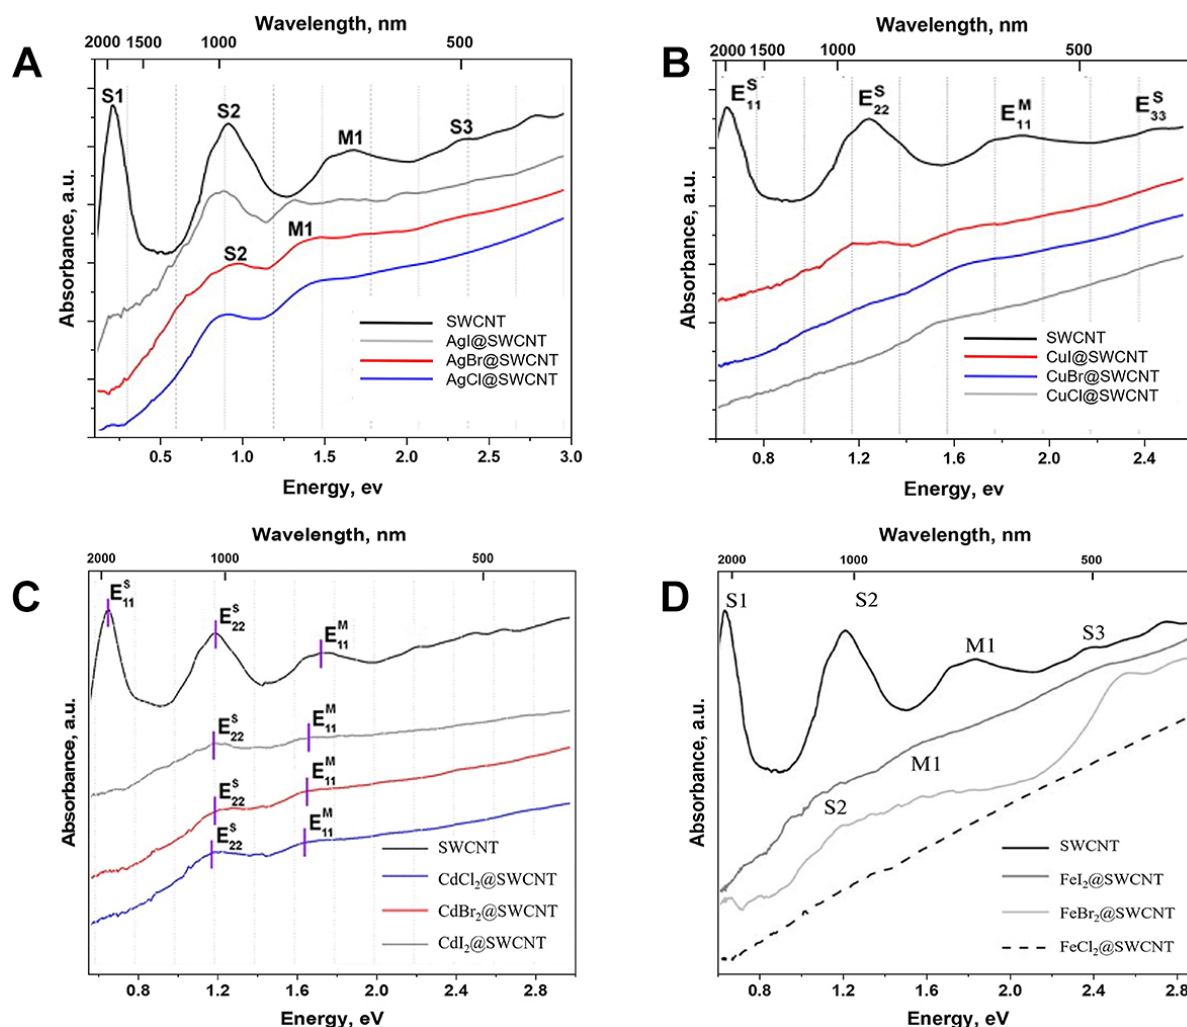 A
Wavelength, nm
2000 1500 1000 500
S1
S2
M1
S3
S2
M1
SWCNT
AgI@SWCNT
AgBr@SWCNT
AgCl@SWCNT
Absorbance, a.u.
0.5 1.0 1.5 2.0 2.5 3.0
Energy, ev
B
Wavelength, nm
2000 1500 1000 500
E₁₁ˢ
E₂₂ˢ
E₁₁ᴹ
E₃₃ˢ
SWCNT
CuI@SWCNT
CuBr@SWCNT
CuCl@SWCNT
Absorbance, a.u.
0.8 1.2 1.6 2.0 2.4
Energy, ev
C
Wavelength, nm
2000 1000 500
E₁₁ˢ
E₂₂ˢ
E₁₁ᴹ
E₂₂ˢ
E₁₁ᴹ
E₂₂ˢ
E₁₁ᴹ
E₂₂ˢ
E₁₁ᴹ
SWCNT
CdCl₂@SWCNT
CdBr₂@SWCNT
CdI₂@SWCNT
Absorbance, a.u.
0.8 1.2 1.6 2.0 2.4 2.8
Energy, eV
D
Wavelength, nm
2000 1000 500
S1
S2
M1
S3
M1
S2
SWCNT
FeI₂@SWCNT
FeBr₂@SWCNT
FeCl₂@SWCNT
Absorbance, a.u.
0.8 1.2 1.6 2.0 2.4 2.8
Energy, eV